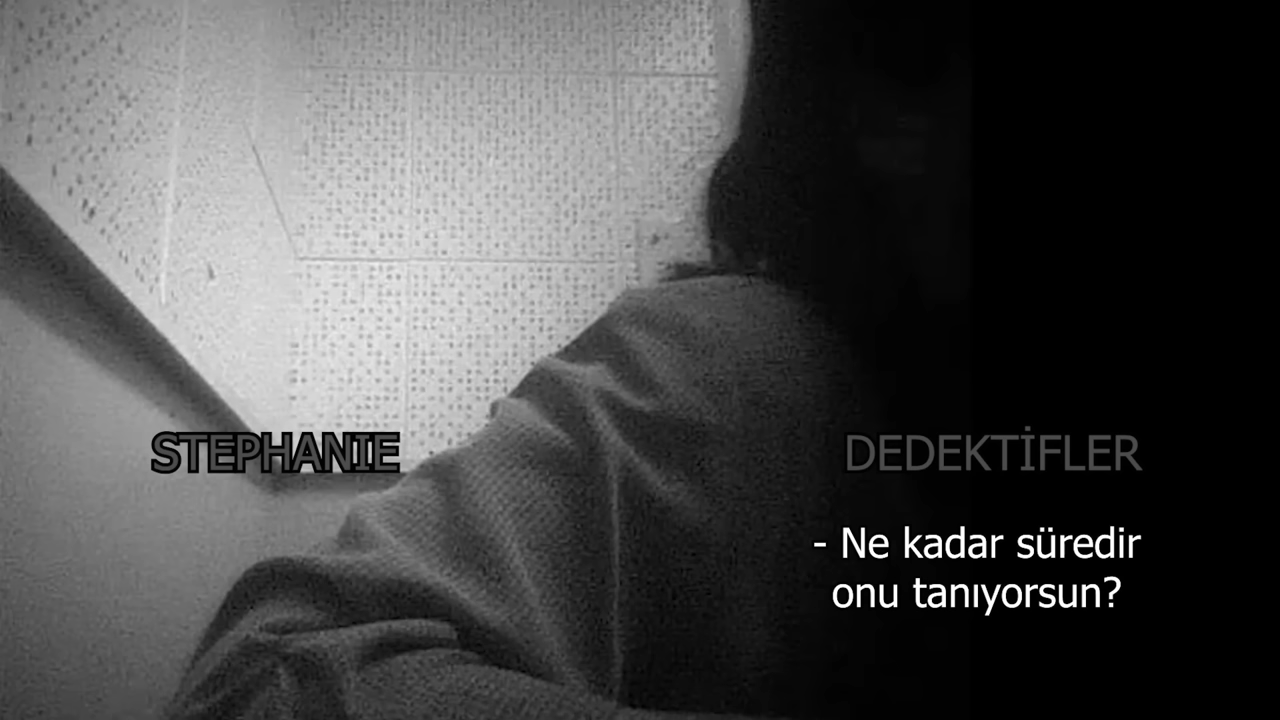 STEPHANIE
DEDEKTİFLER
- Ne kadar süredir
onu tanıyorsun?